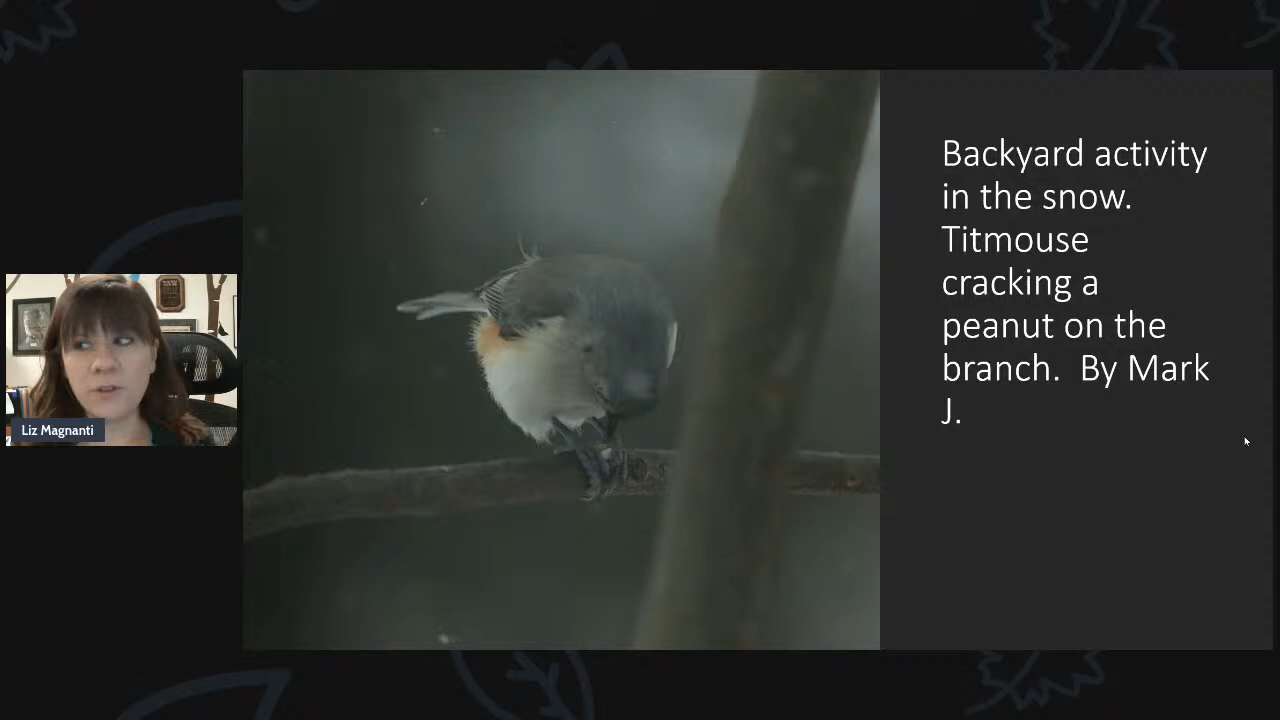 Backyard activity
in the snow.
Titmouse
cracking a
peanut on the
branch.  By Mark
J.
Liz Magnanti